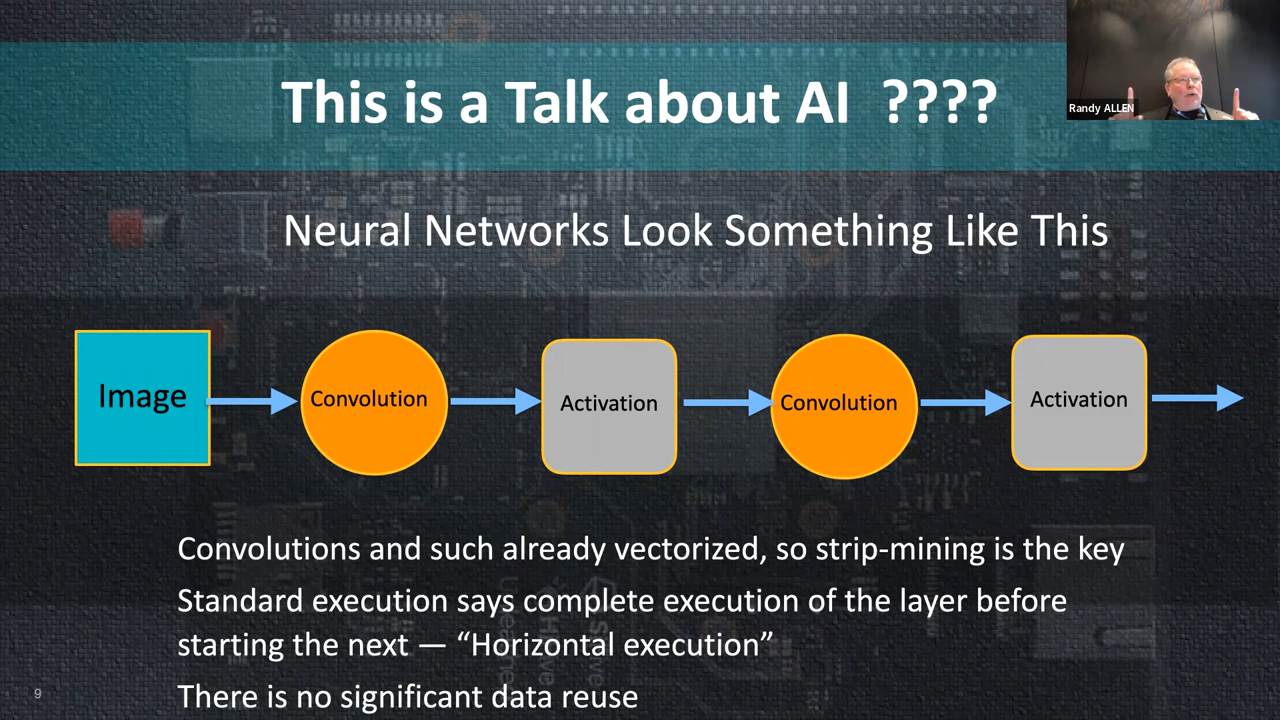 This is a Talk about AI ????
Randy ALLEN
Neural Networks Look Something Like This
Image
Convolution
Activation
Convolution
Activation
Convolutions and such already vectorized, so strip-mining is the key
Standard execution says complete execution of the layer before
starting the next — “Horizontal execution”
There is no significant data reuse
9